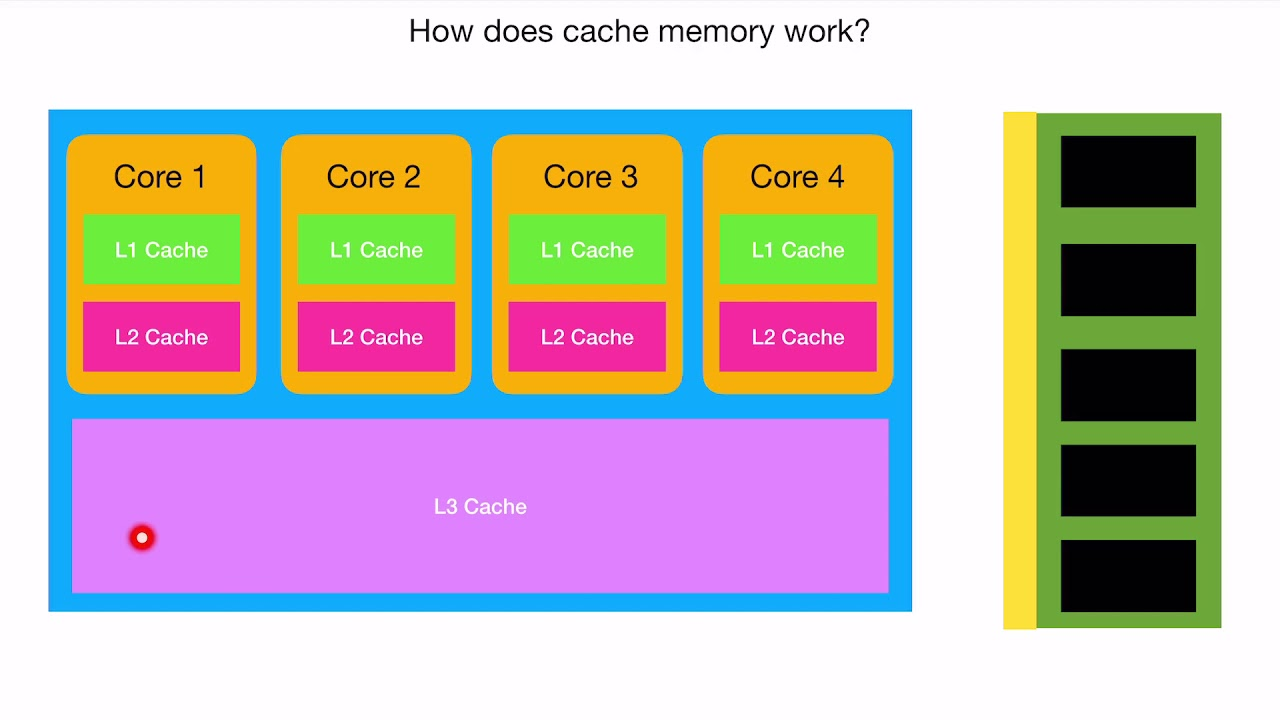 How does cache memory work?
Core 1
Core 2
Core 3
Core 4
L1 Cache
L1 Cache
L1 Cache
L1 Cache
L2 Cache
L2 Cache
L2 Cache
L2 Cache
L3 Cache